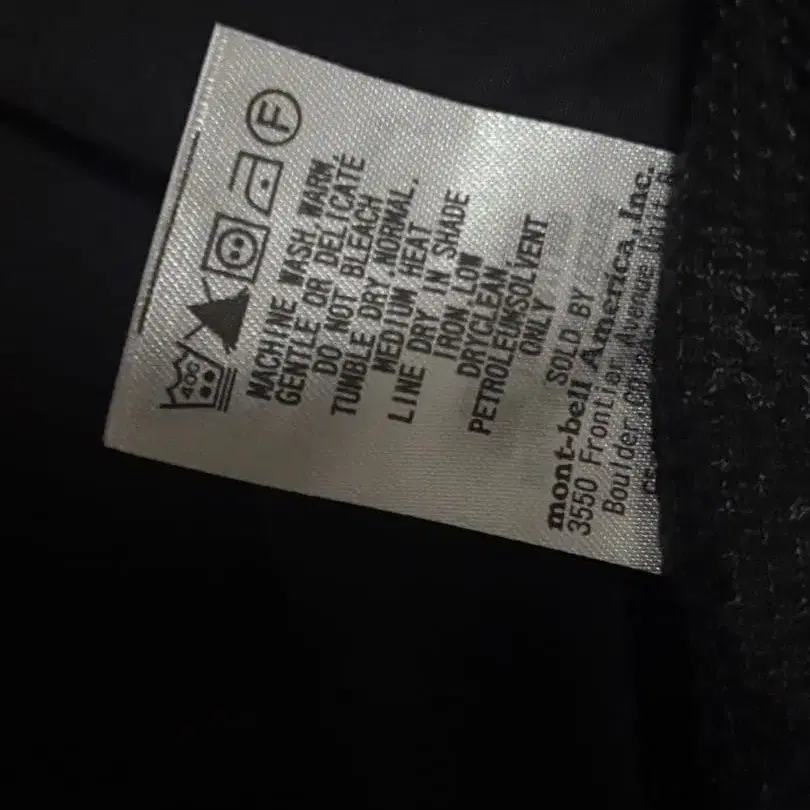 40C
F
MACHINE WASH, WARM,
GENTLE OR DELICATE
DO NOT BLEACH
TUMBLE DRY, NORMAL,
MEDIUM HEAT
LINE DRY IN SHADE
IRON LOW
DRYCLEAN,
PETROLEUMSOLVENT
ONLY
SOLD BY
mont-bell America, Inc.
3550 Frontier Avenue
Boulder